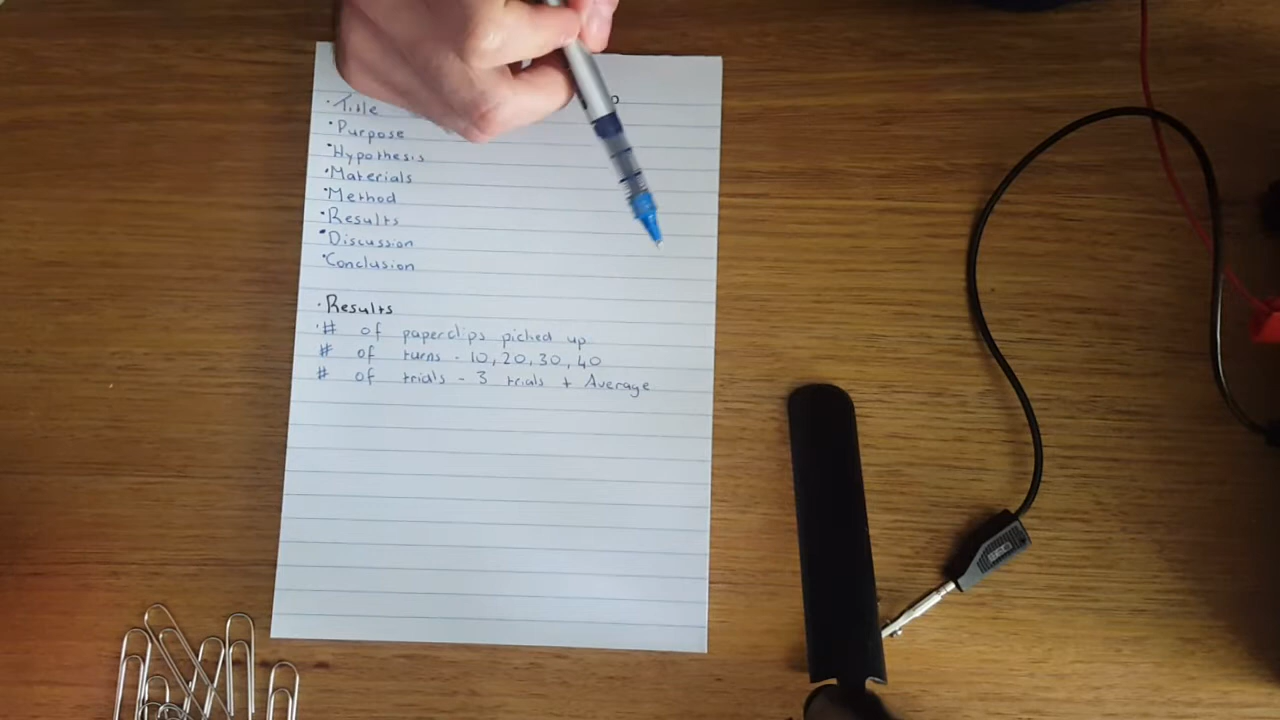 · Title
· Purpose
· Hypothesis
· Materials
· Method
· Results
· Discussion
· Conclusion
· Results
· # of paperclips picked up
# of turns - 10, 20, 30, 40
# of trials - 3 trials + Average